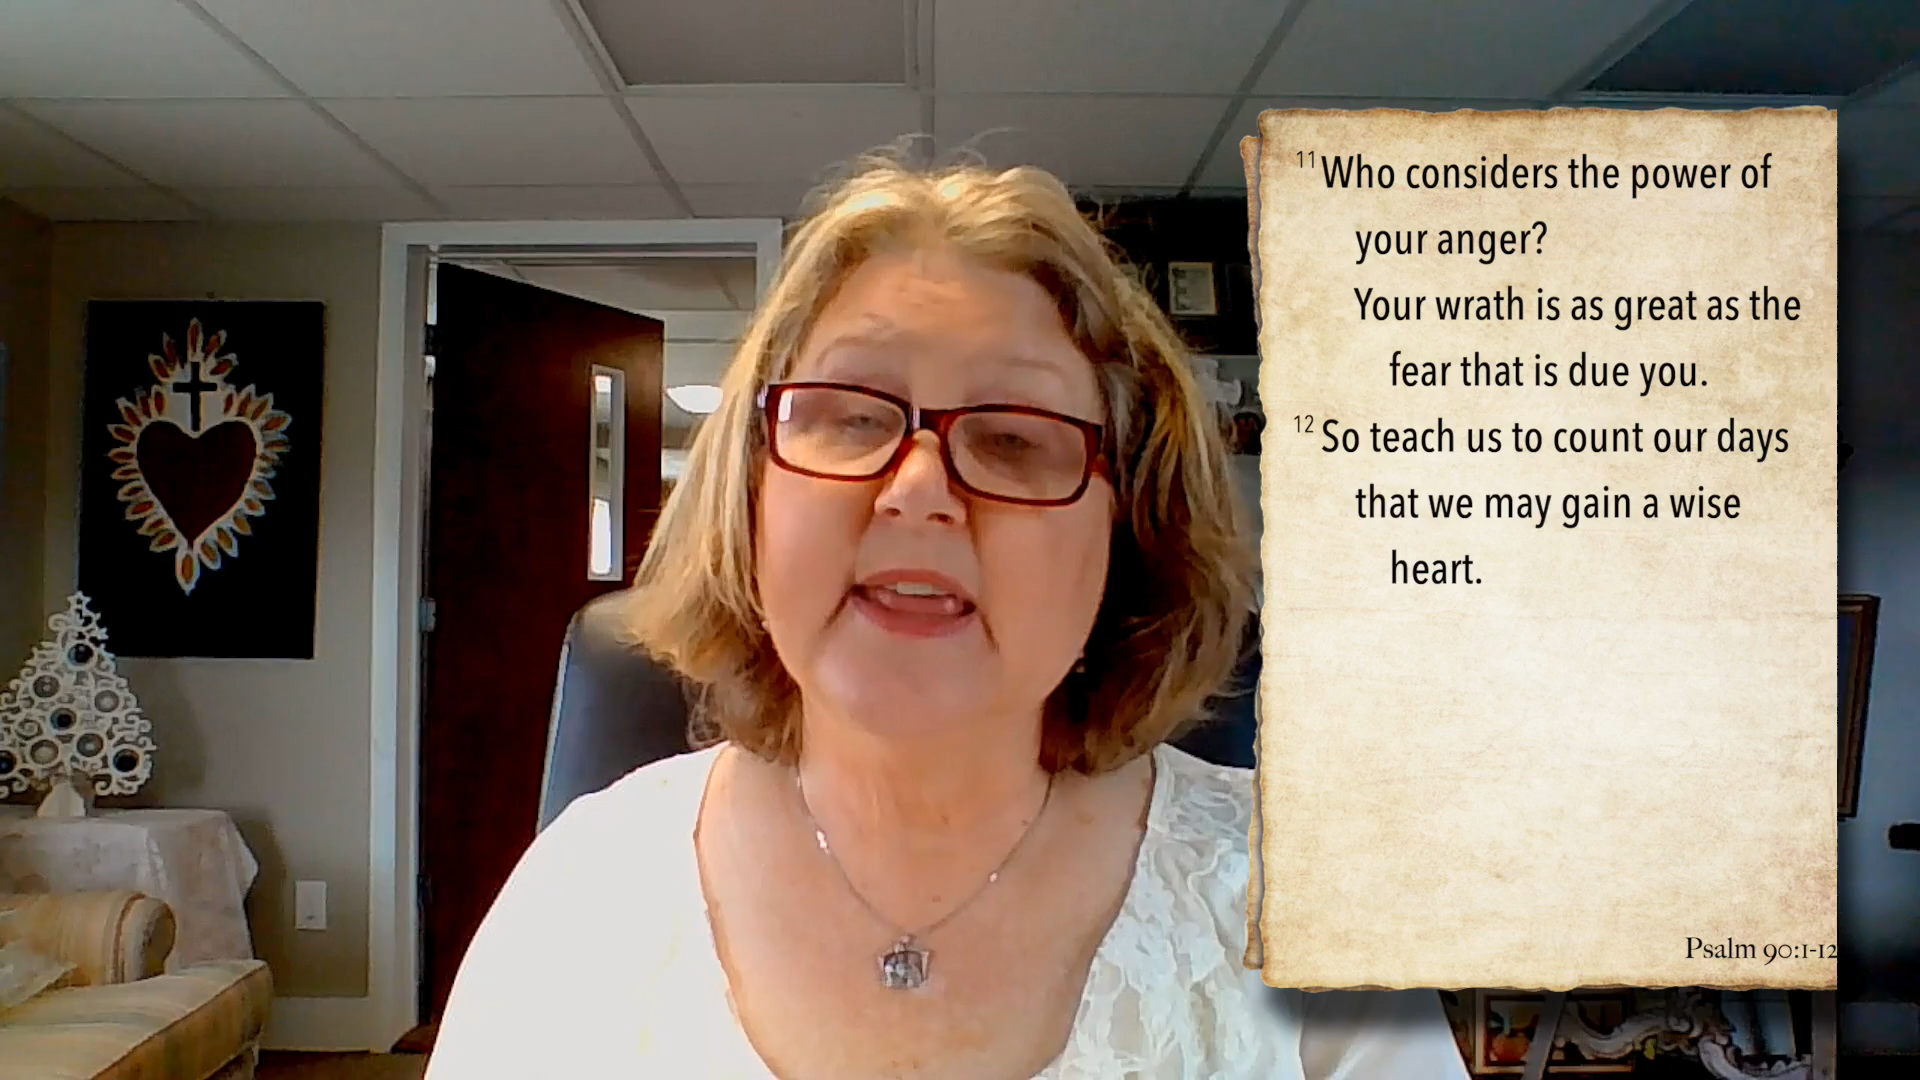 11 Who considers the power of
your anger?
Your wrath is as great as the
fear that is due you.
12 So teach us to count our days
that we may gain a wise
heart.
Psalm 90:1-12